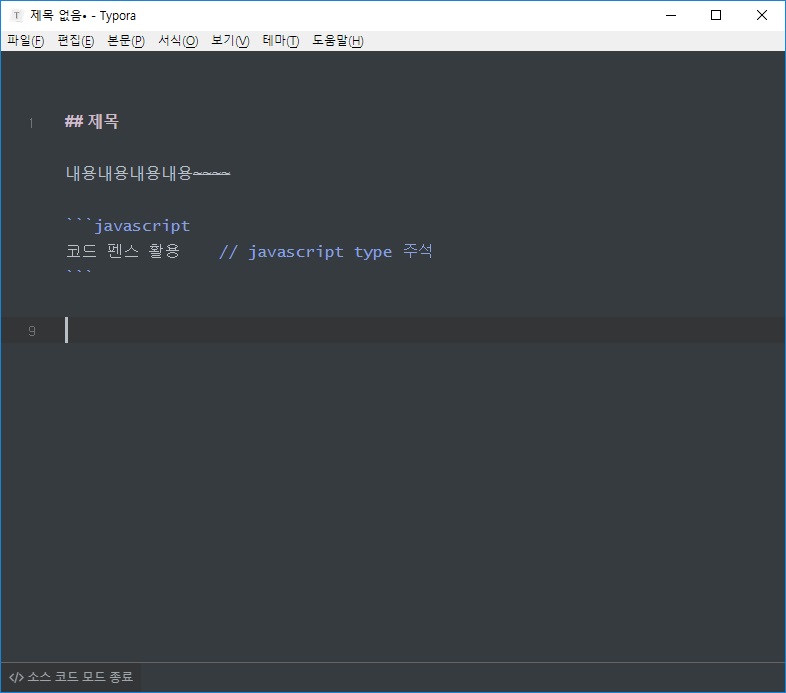 제목 없음• - Typora
파일(F) 편집(E) 본문(P) 서식(O) 보기(V) 테마(T) 도움말(H)
1 ## 제목
내용내용내용내용~~~~
```javascript
코드 펜스 활용 // javascript type 주석
```
9
</> 소스 코드 모드 종료